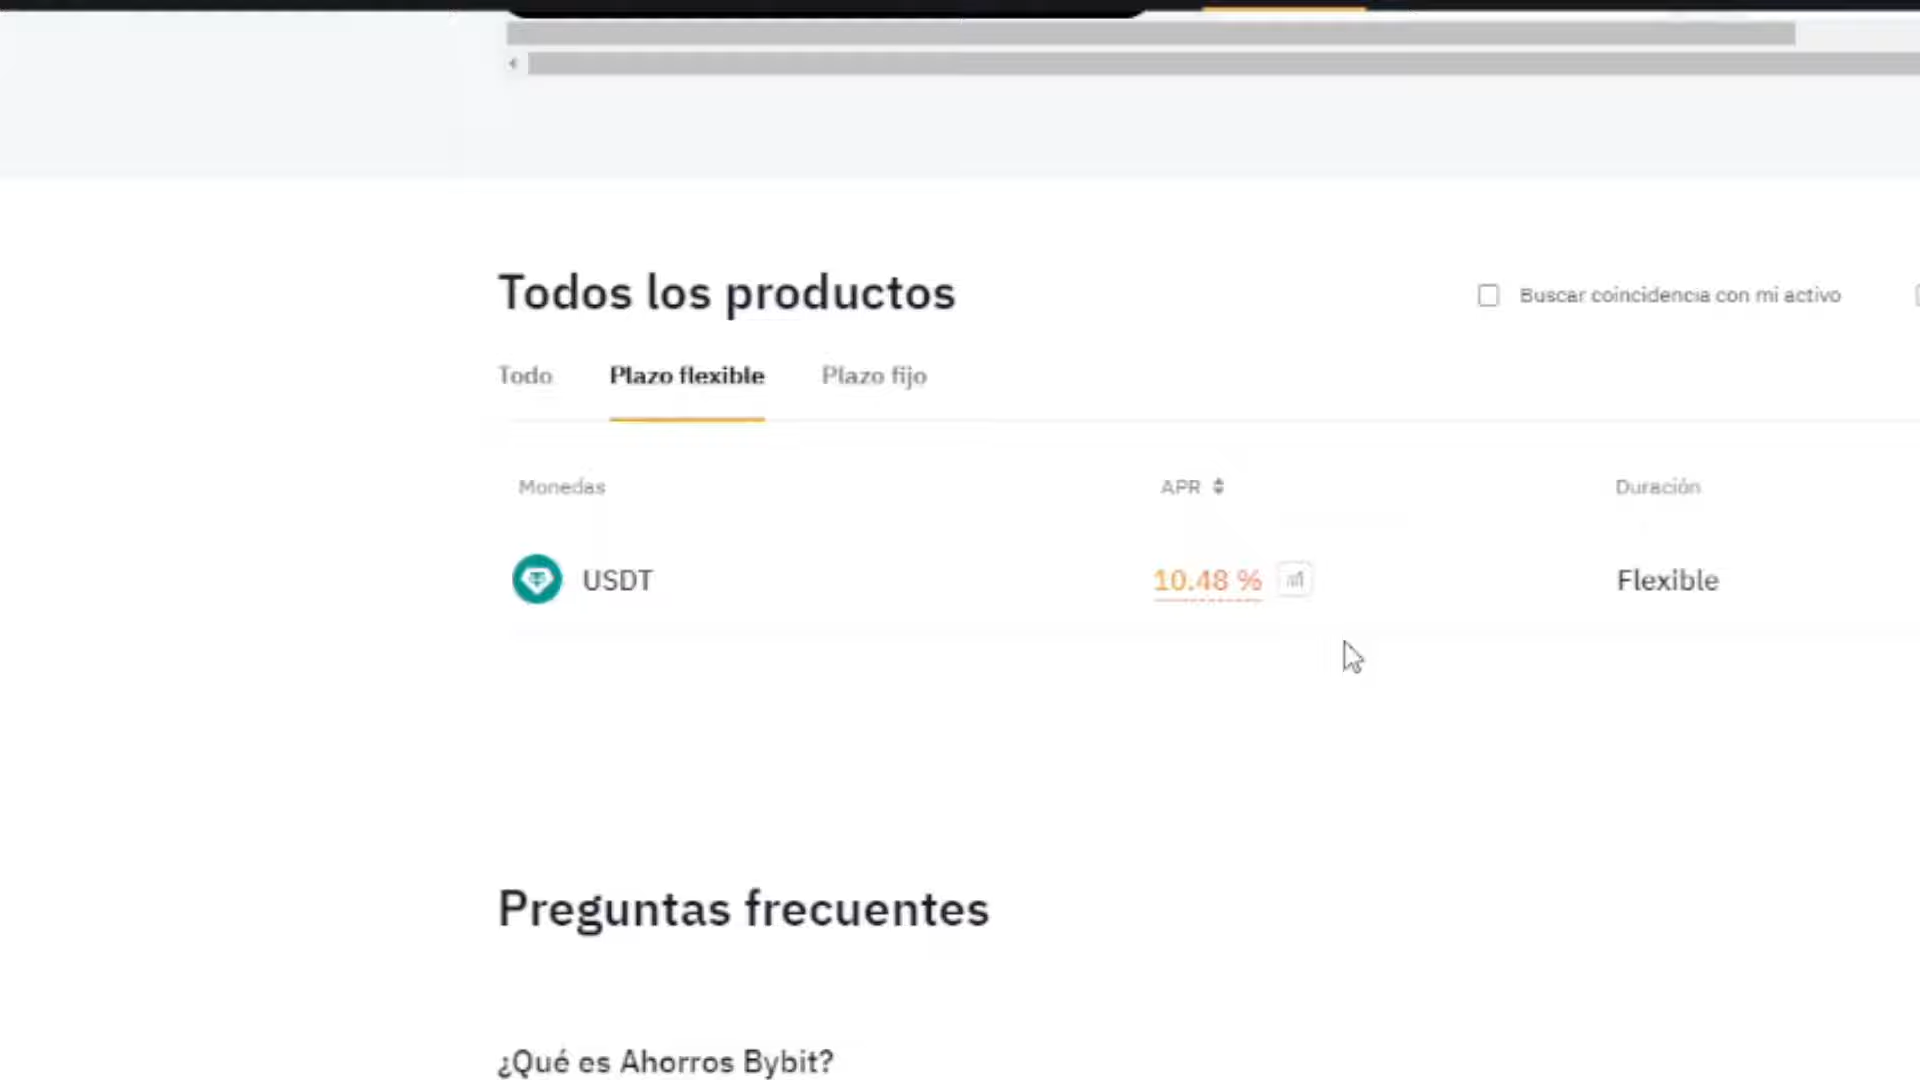 Todos los productos
Buscar coincidencia con mi activo
Todo Plazo flexible Plazo fijo
Monedas APR Duración
USDT 10.48 % Flexible
Preguntas frecuentes
¿Qué es Ahorros Bybit?